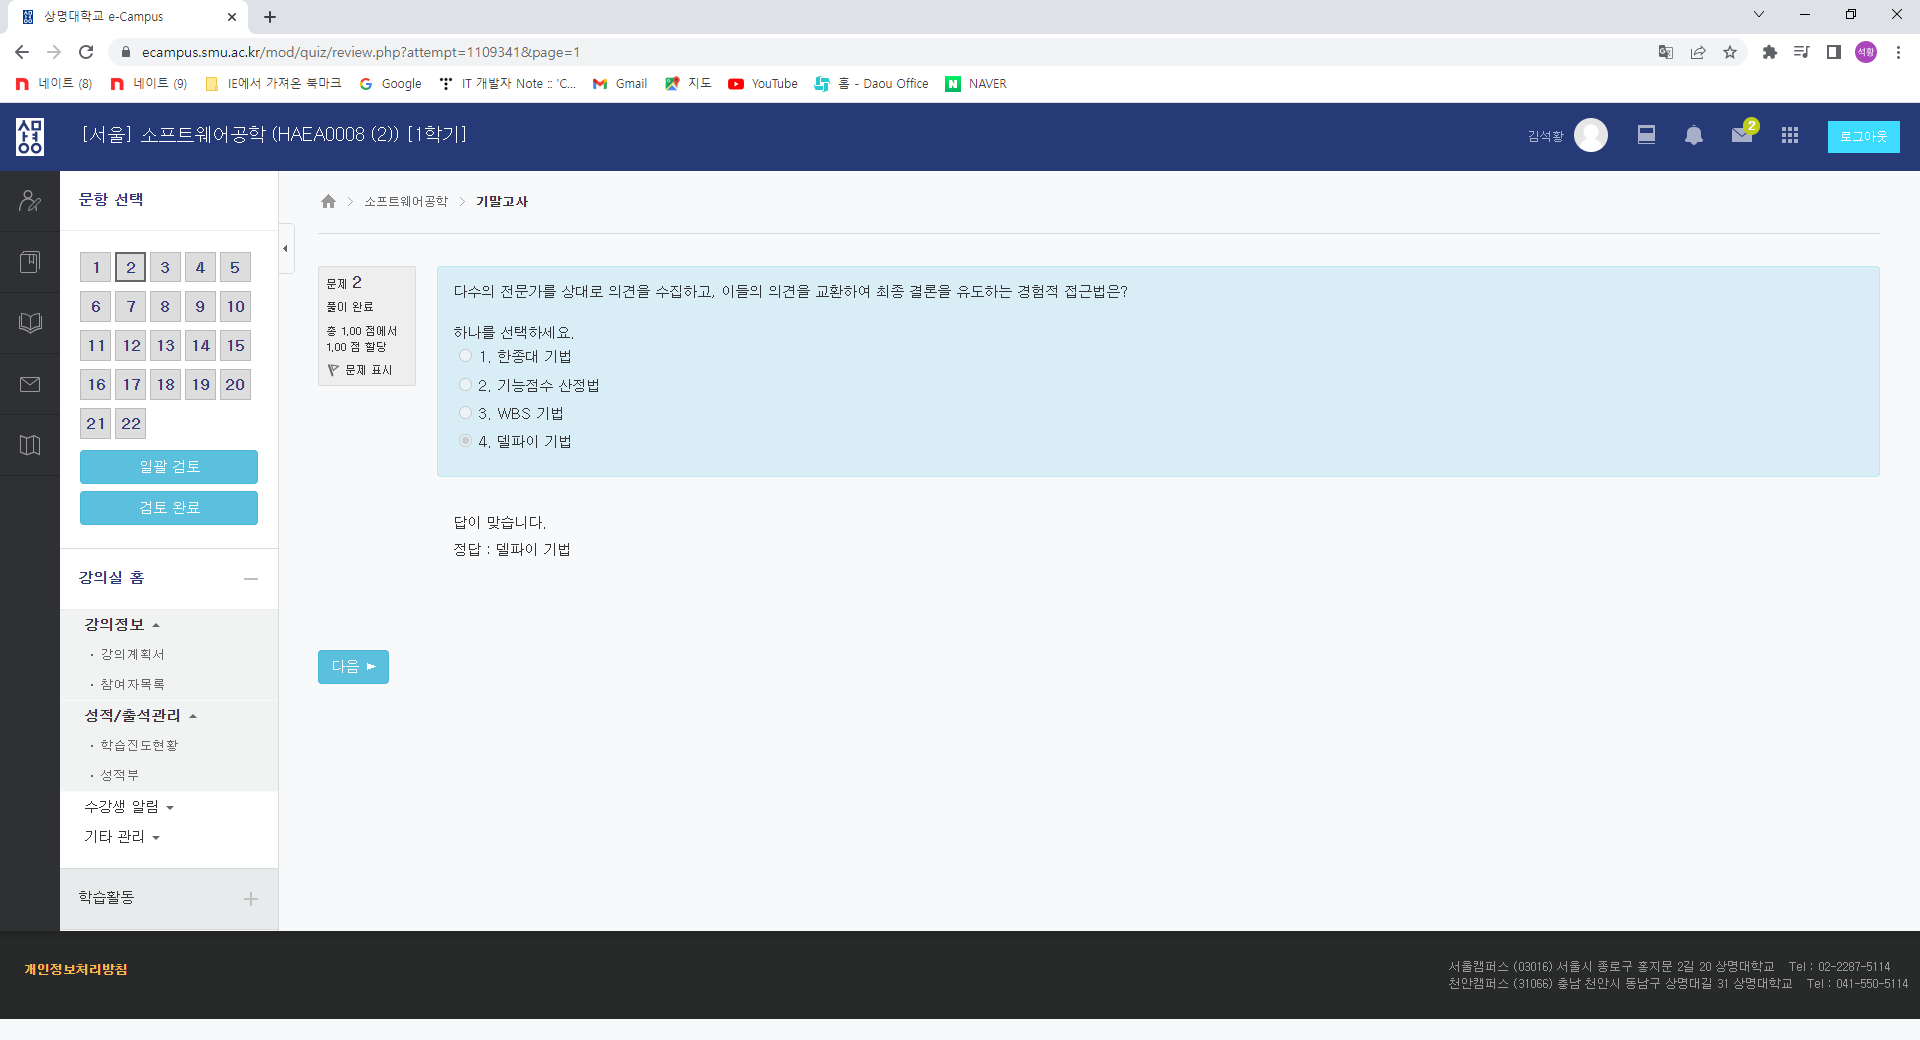 상명대학교 e-Campus
ecampus.smu.ac.kr/mod/quiz/review.php?attempt=1109341&page=1
석황
네이트 (8)
네이트 (9)
IE에서 가져온 북마크
Google
IT 개발자 Note :: 'C...
Gmail
지도
YouTube
홈 - Daou Office
NAVER
[서울] 소프트웨어공학 (HAEA0008 (2)) [1학기]
김석황
2
로그아웃
문항 선택
1 2 3 4 5
6 7 8 9 10
11 12 13 14 15
16 17 18 19 20
21 22
일괄 검토
검토 완료
강의실 홈
강의정보
· 강의계획서
· 참여자목록
성적/출석관리
· 학습진도현황
· 성적부
수강생 알림
기타 관리
학습활동
소프트웨어공학
기말고사
문제 2
풀이 완료
총 1.00 점에서
1.00 점 할당
문제 표시
다수의 전문가를 상대로 의견을 수집하고, 이들의 의견을 교환하여 최종 결론을 유도하는 경험적 접근법은?
하나를 선택하세요.
1. 한종대 기법
2. 기능점수 산정법
3. WBS 기법
4. 델파이 기법
답이 맞습니다.
정답 : 델파이 기법
다음 ►
개인정보처리방침
서울캠퍼스 (03016) 서울시 종로구 홍지문 2길 20 상명대학교 Tel : 02-2287-5114
천안캠퍼스 (31066) 충남 천안시 동남구 상명대길 31 상명대학교 Tel : 041-550-5114